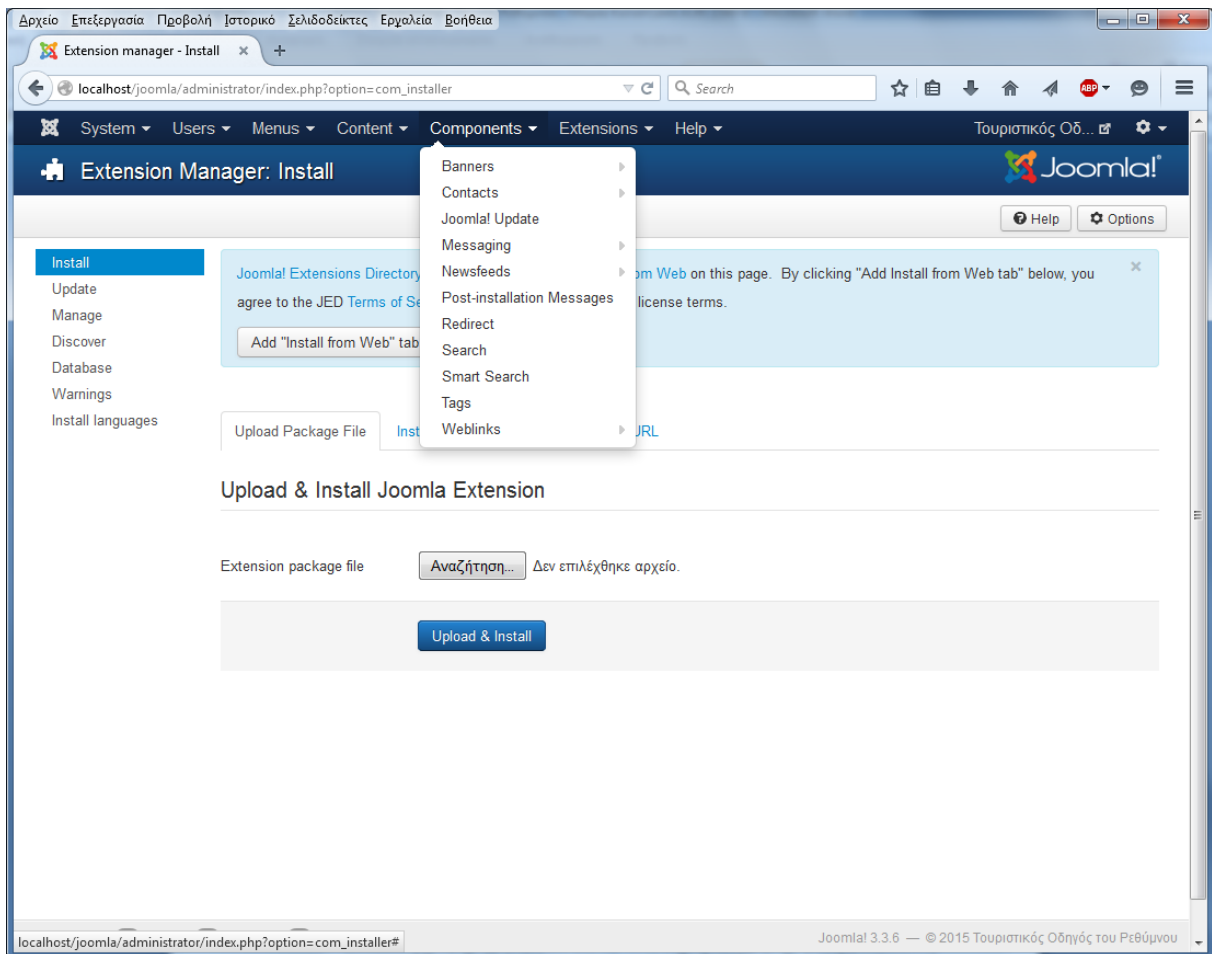 Αρχείο Επεξεργασία Προβολή Ιστορικό Σελιδοδείκτες Εργαλεία Βοήθεια
Extension manager - Install
localhost/joomla/administrator/index.php?option=com_installer
Search
System Users Menus Content Components Extensions Help Τουριστικός Οδ...
Extension Manager: Install
Joomla!
Help Options
Banners
Contacts
Joomla! Update
Messaging
Newsfeeds
Post-installation Messages
Redirect
Search
Smart Search
Tags
Weblinks
Install
Update
Manage
Discover
Database
Warnings
Install languages
Joomla! Extensions Directory Web on this page. By clicking "Add Install from Web tab" below, you
agree to the JED Terms of license terms.
Add "Install from Web" tab
Upload Package File
Upload & Install Joomla Extension
Extension package file Αναζήτηση... Δεν επιλέχθηκε αρχείο.
Upload & Install
localhost/joomla/administrator/index.php?option=com_installer#
Joomla! 3.3.6 — © 2015 Τουριστικός Οδηγός του Ρεθύμνου